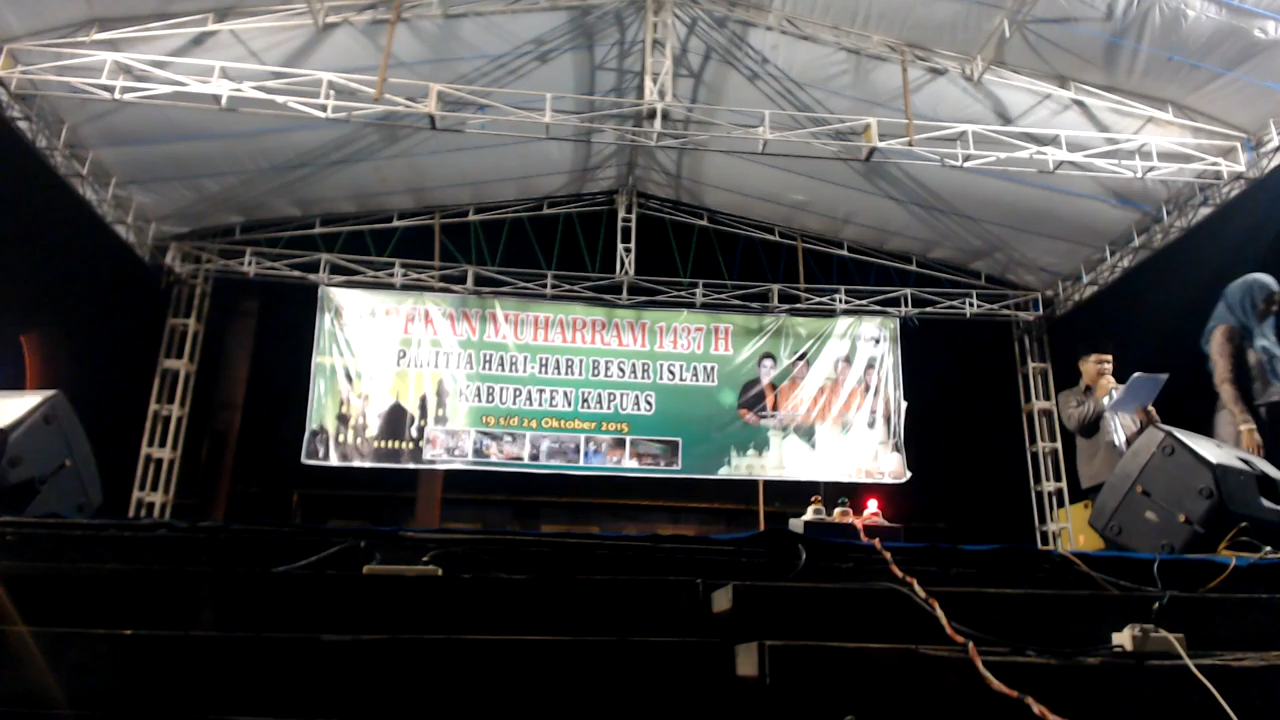 MUHARRAM 1437 H
PANITIA HARI-HARI BESAR ISLAM
KABUPATEN KAPUAS
19 s/d 24 Oktober 2015